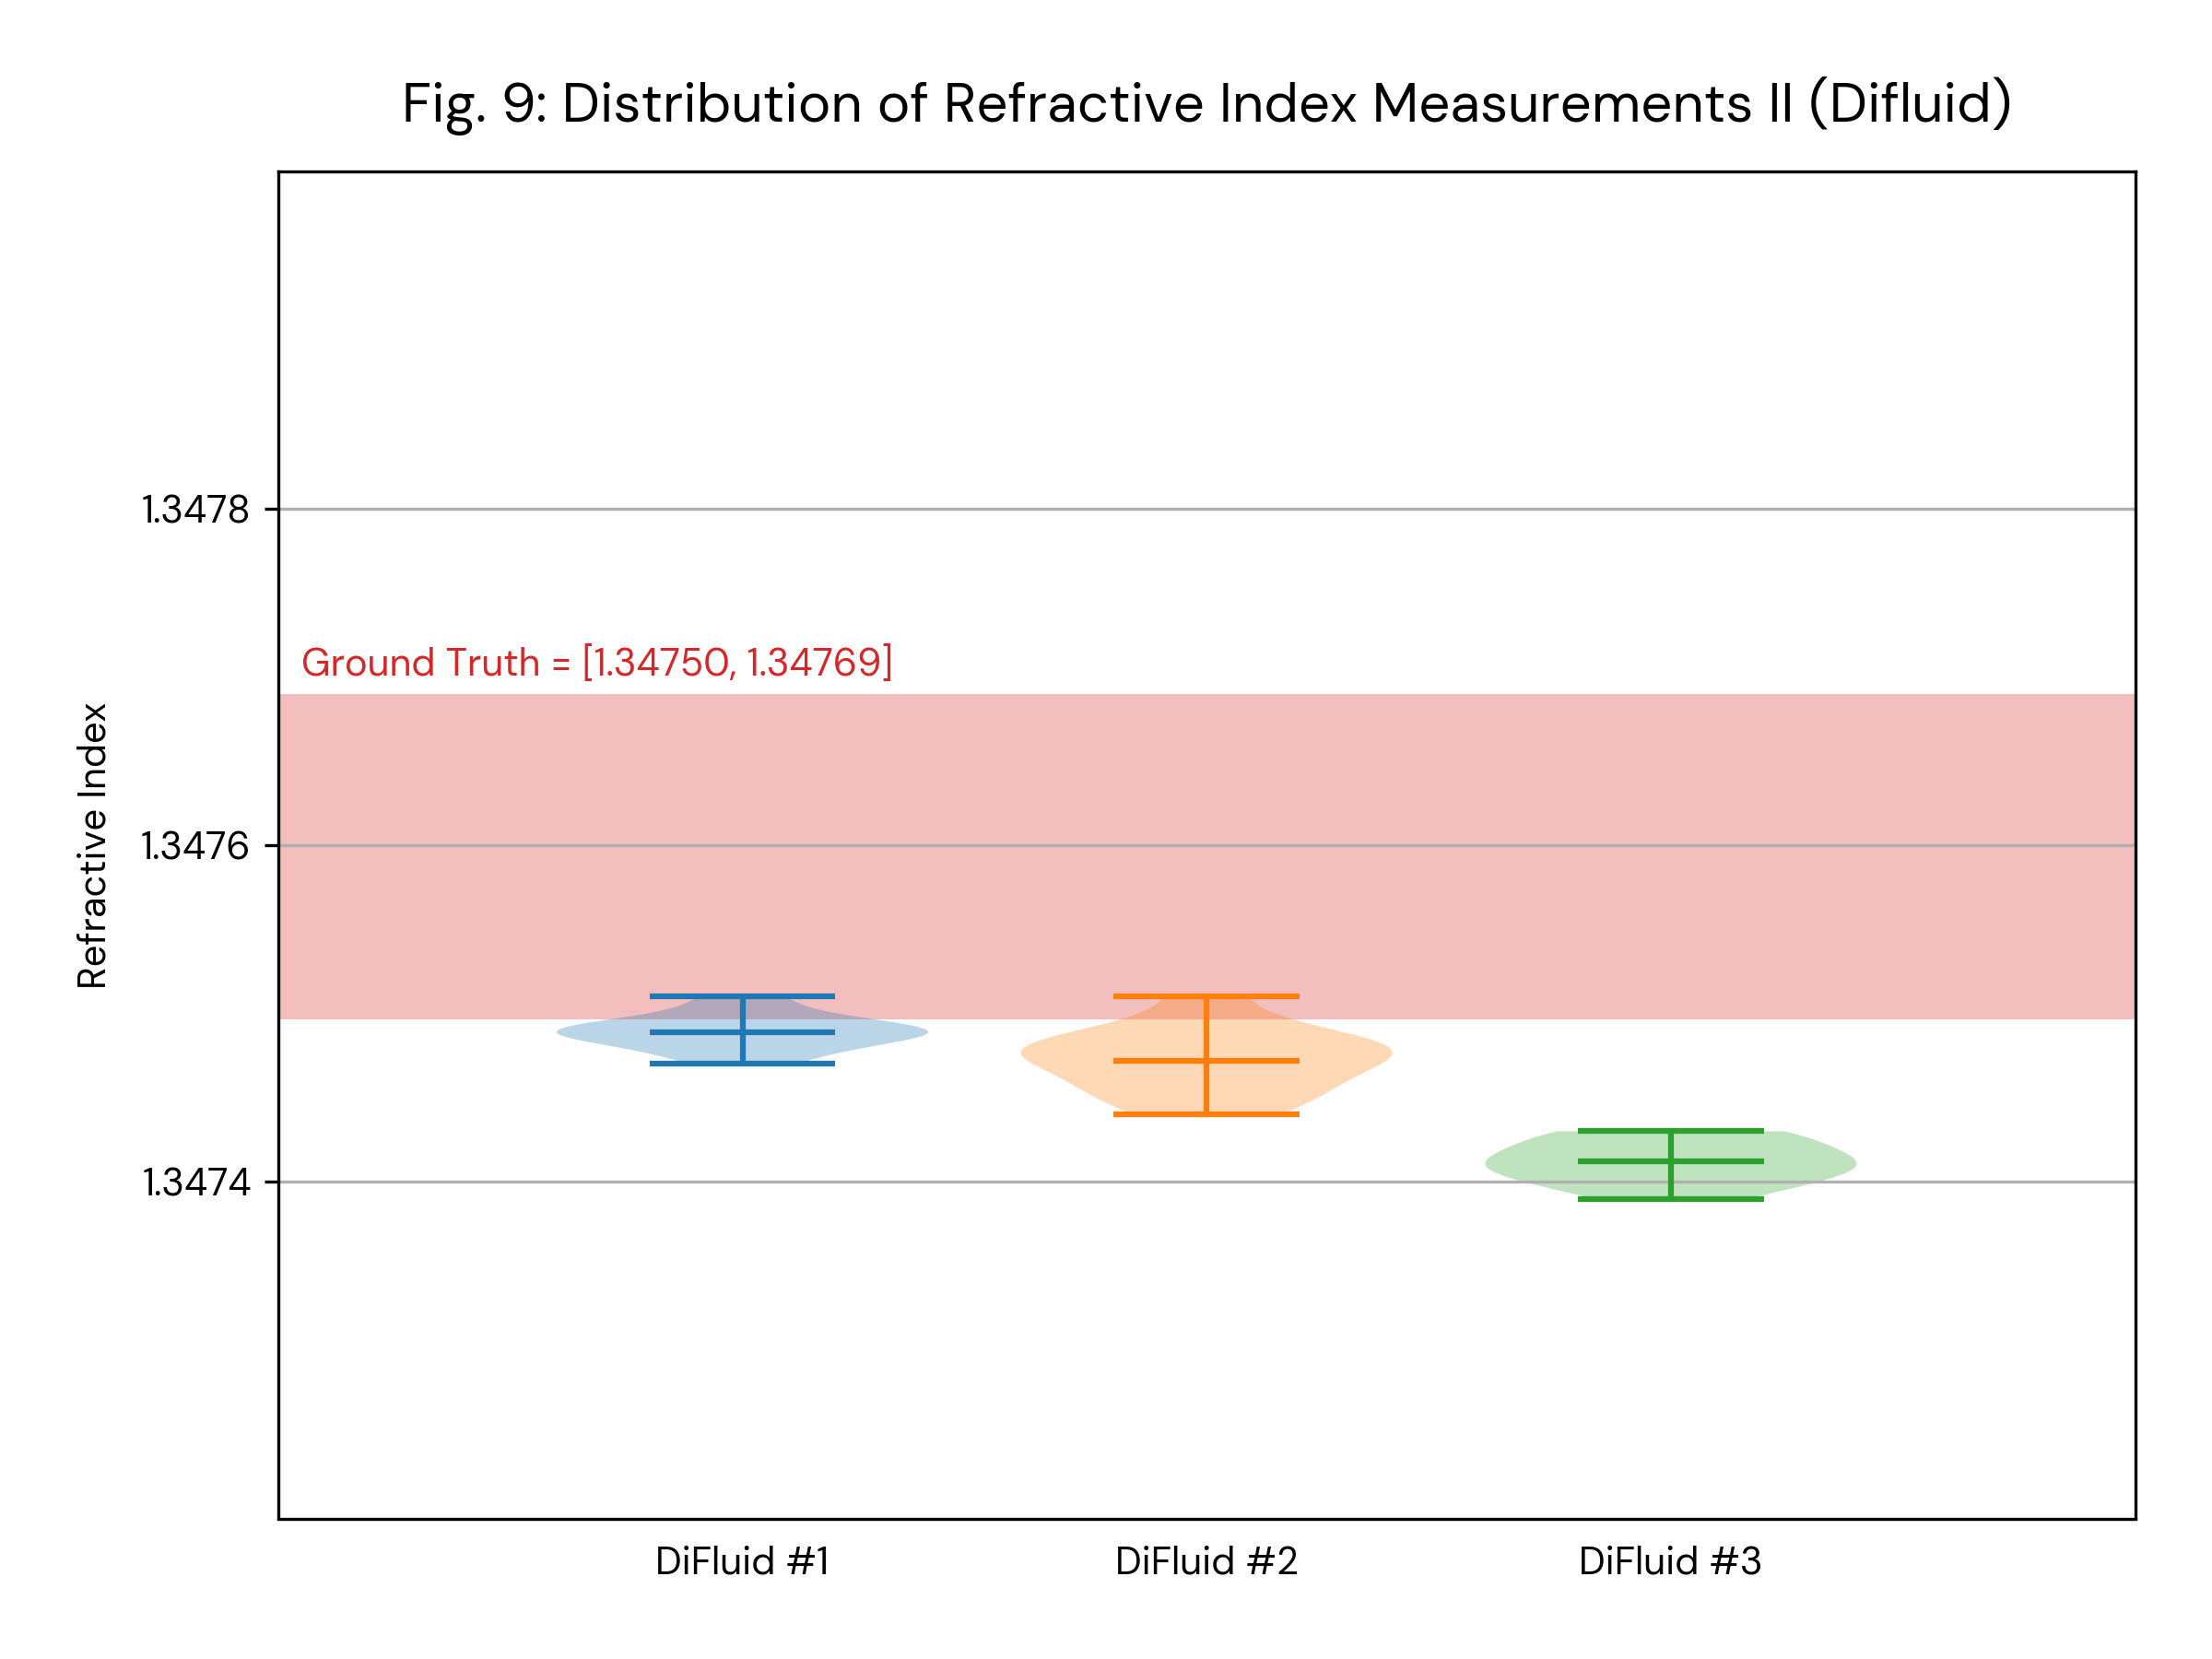 Fig. 9: Distribution of Refractive Index Measurements II (Difluid)
1.3478
Ground Truth = [1.34750, 1.34769]
Refractive Index
1.3476
1.3474
DiFluid #1
DiFluid #2
DiFluid #3